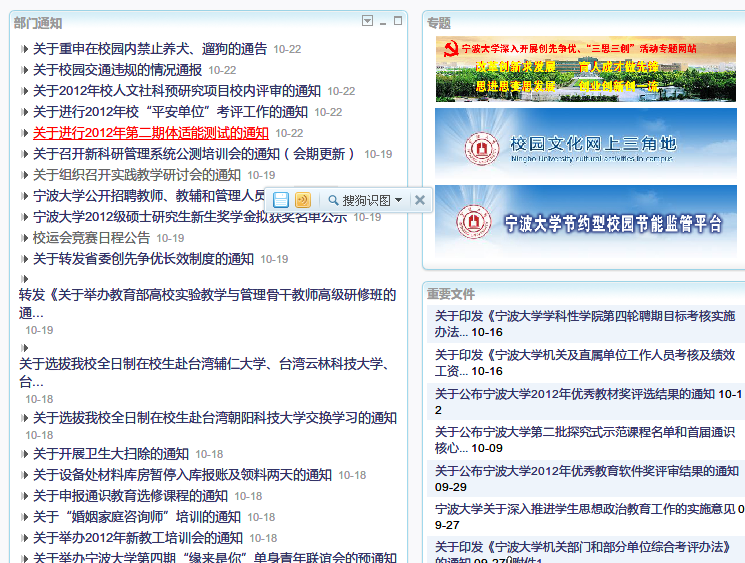 部门通知
关于重申在校园内禁止养犬、遛狗的通告 10-22
关于校园交通违规的情况通报 10-22
关于2012年校人文社科预研项目校内评审的通知 10-22
关于进行2012年校“平安单位”考评工作的通知 10-22
关于进行2012年第二期体适能测试的通知 10-22
关于召开新科研管理系统公测培训会的通知（会期更新） 10-19
关于组织召开实践教学研讨会的通知 10-19
宁波大学公开招聘教师、教辅和管理人员
搜狗识图
宁波大学2012级硕士研究生新生奖学金拟获奖名单公示 10-19
校运会竞赛日程公告 10-19
关于转发省委创先争优长效制度的通知 10-19
转发《关于举办教育部高校实验教学与管理骨干教师高级研修班的
通...
10-19
关于选拔我校全日制在校生赴台湾辅仁大学、台湾云林科技大学、
台...
10-18
关于选拔我校全日制在校生赴台湾朝阳科技大学交换学习的通知
10-18
关于开展卫生大扫除的通知 10-18
关于设备处材料库房暂停入库报账及领料两天的通知 10-18
关于申报通识教育选修课程的通知 10-18
关于“婚姻家庭咨询师”培训的通知 10-18
关于举办2012年新教工培训会的通知 10-18
关于举办宁波大学第四期“缘来是你”单身青年联谊会的预通知
专题
宁波大学深入开展创先争优、“三思三创”活动专题网站
改革创新求发展 育人成才做先锋
思进思变思发展 创业创新创一流
校园文化网上三角地
Ningbo University cultural activities in campus
宁波大学节约型校园节能监管平台
重要文件
关于印发《宁波大学学科性学院第四轮聘期目标考核实施
办法... 10-16
关于印发《宁波大学机关及直属单位工作人员考核及绩效
工资... 10-16
关于公布宁波大学2012年优秀教材奖评选结果的通知 10-1
2
关于公布宁波大学第二批探究式示范课程名单和首届通识
核心... 10-09
关于公布宁波大学2012年优秀教育软件奖评审结果的通知
09-29
宁波大学关于深入推进学生思想政治教育工作的实施意见 0
9-27
关于印发《宁波大学机关部门和部分单位综合考评办法》
的通知 09-27